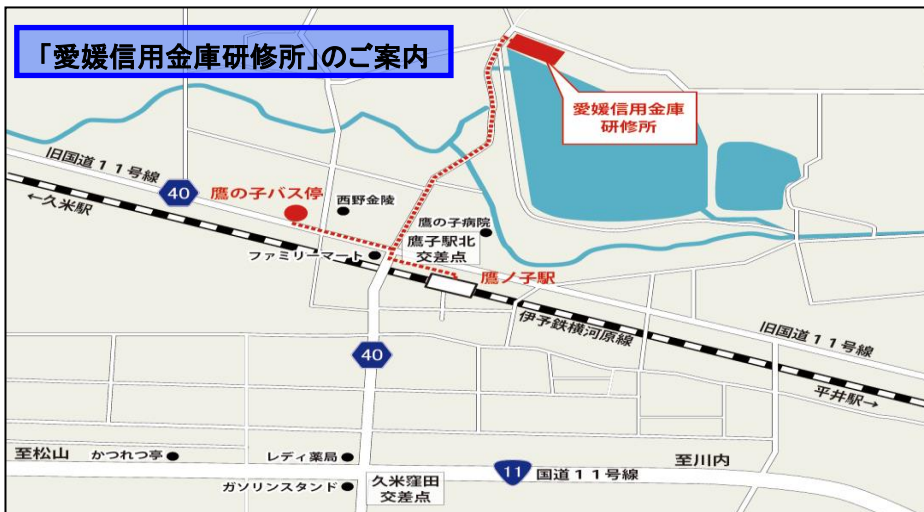 「愛媛信用金庫研修所」のご案内
愛媛信用金庫
研修所
旧国道11号線
40
鷹の子バス停
西野金陵
←久米駅
鷹の子病院
鷹子駅北
交差点
ファミリーマート
鷹ノ子駅
伊予鉄横河原線
旧国道11号線
40
平井駅→
至松山
かつれつ亭
レディ薬局
11
国道11号線
至川内
ガソリンスタンド
久米窪田
交差点